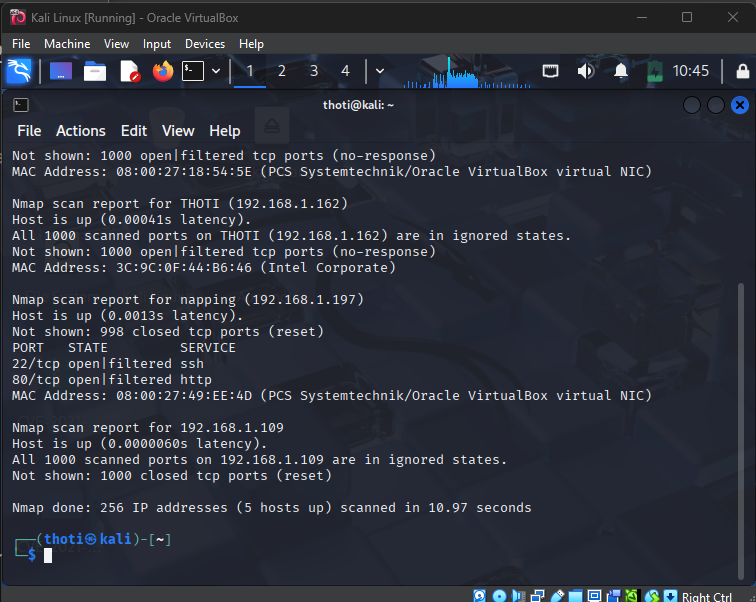 Kali Linux [Running] - Oracle VirtualBox
File Machine View Input Devices Help
1 2 3 4 10:45
thoti@kali: ~
File Actions Edit View Help
Not shown: 1000 open|filtered tcp ports (no-response)
MAC Address: 08:00:27:18:54:5E (PCS Systemtechnik/Oracle VirtualBox virtual NIC)
Nmap scan report for THOTI (192.168.1.162)
Host is up (0.00041s latency).
All 1000 scanned ports on THOTI (192.168.1.162) are in ignored states.
Not shown: 1000 open|filtered tcp ports (no-response)
MAC Address: 3C:9C:0F:44:B6:46 (Intel Corporate)
Nmap scan report for napping (192.168.1.197)
Host is up (0.0013s latency).
Not shown: 998 closed tcp ports (reset)
PORT STATE SERVICE
22/tcp open|filtered ssh
80/tcp open|filtered http
MAC Address: 08:00:27:49:EE:4D (PCS Systemtechnik/Oracle VirtualBox virtual NIC)
Nmap scan report for 192.168.1.109
Host is up (0.0000060s latency).
All 1000 scanned ports on 192.168.1.109 are in ignored states.
Not shown: 1000 closed tcp ports (reset)
Nmap done: 256 IP addresses (5 hosts up) scanned in 10.97 seconds
┌──(thoti㉿kali)-[~]
└─$
Right Ctrl